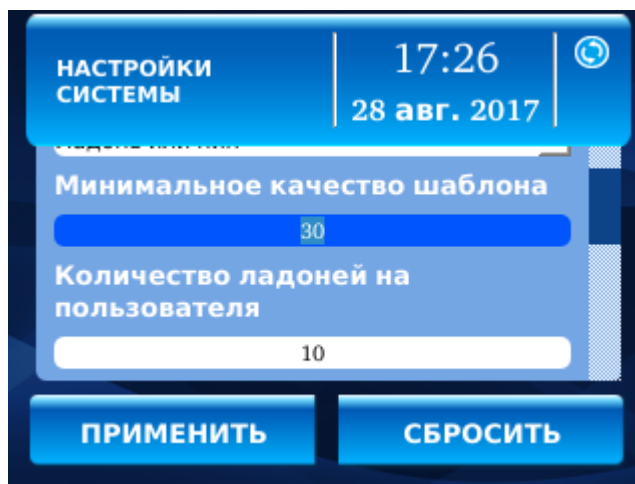 НАСТРОЙКИ
СИСТЕМЫ
17:26
28 авг. 2017
Минимальное качество шаблона
30
Количество ладоней на
пользователя
10
ПРИМЕНИТЬ
СБРОСИТЬ